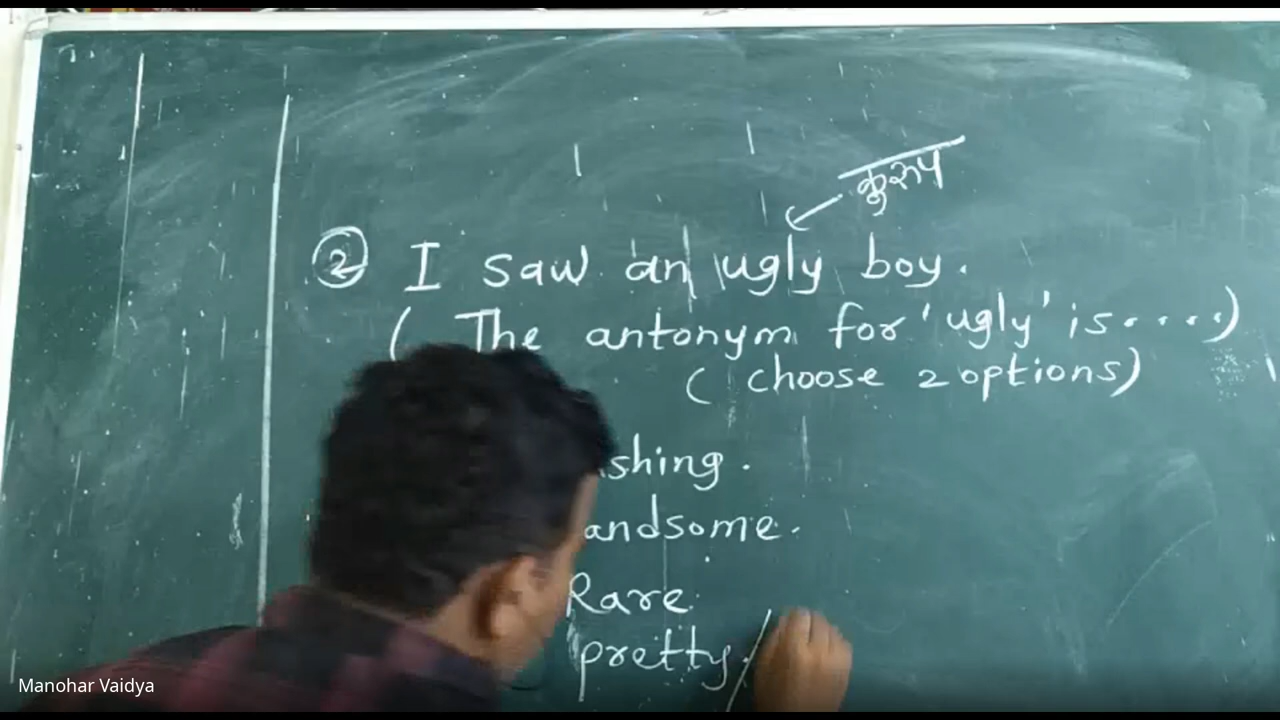 कुरुप
② I saw an ugly boy.
( The antonym for 'ugly' is.....)
( choose 2 options)
shing.
andsome.
Rare
pretty.
Manohar Vaidya